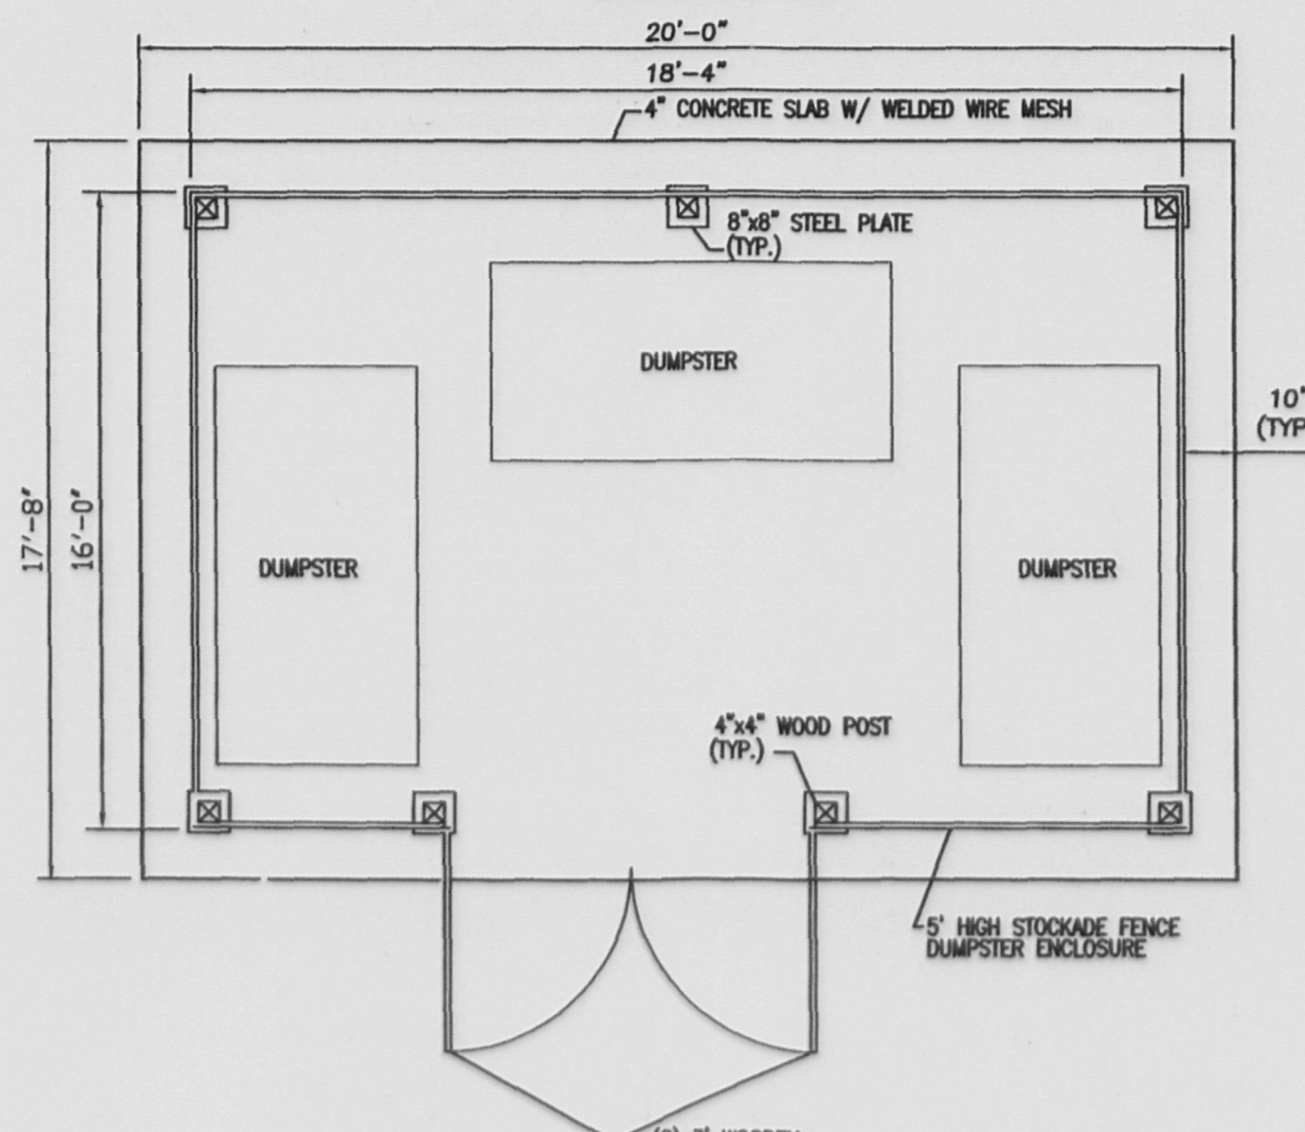 20'-0"
18'-4"
4" CONCRETE SLAB W/ WELDED WIRE MESH
8"x8" STEEL PLATE
(TYP.)
DUMPSTER
10"
(TYP
17'-8"
16'-0"
DUMPSTER
DUMPSTER
4"x4" WOOD POST
(TYP.)
5' HIGH STOCKADE FENCE
DUMPSTER ENCLOSURE